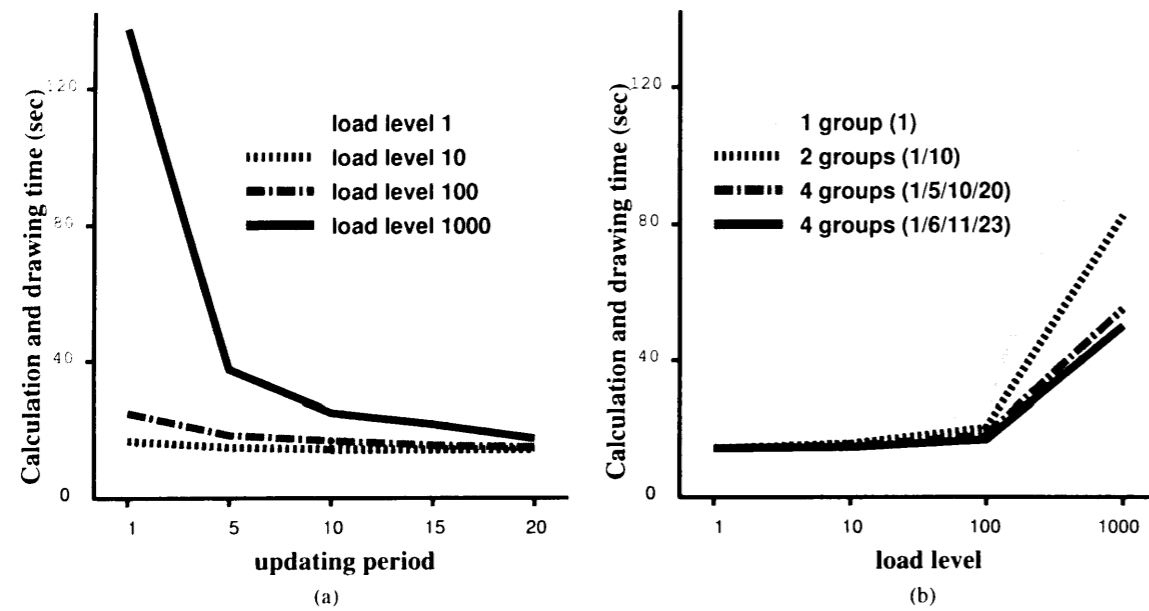 Calculation and drawing time (sec)
120
80
40
0
load level 1
load level 10
load level 100
load level 1000
1 5 10 15 20
updating period
(a)
Calculation and drawing time (sec)
120
80
40
0
1 group (1)
2 groups (1/10)
4 groups (1/5/10/20)
4 groups (1/6/11/23)
1 10 100 1000
load level
(b)